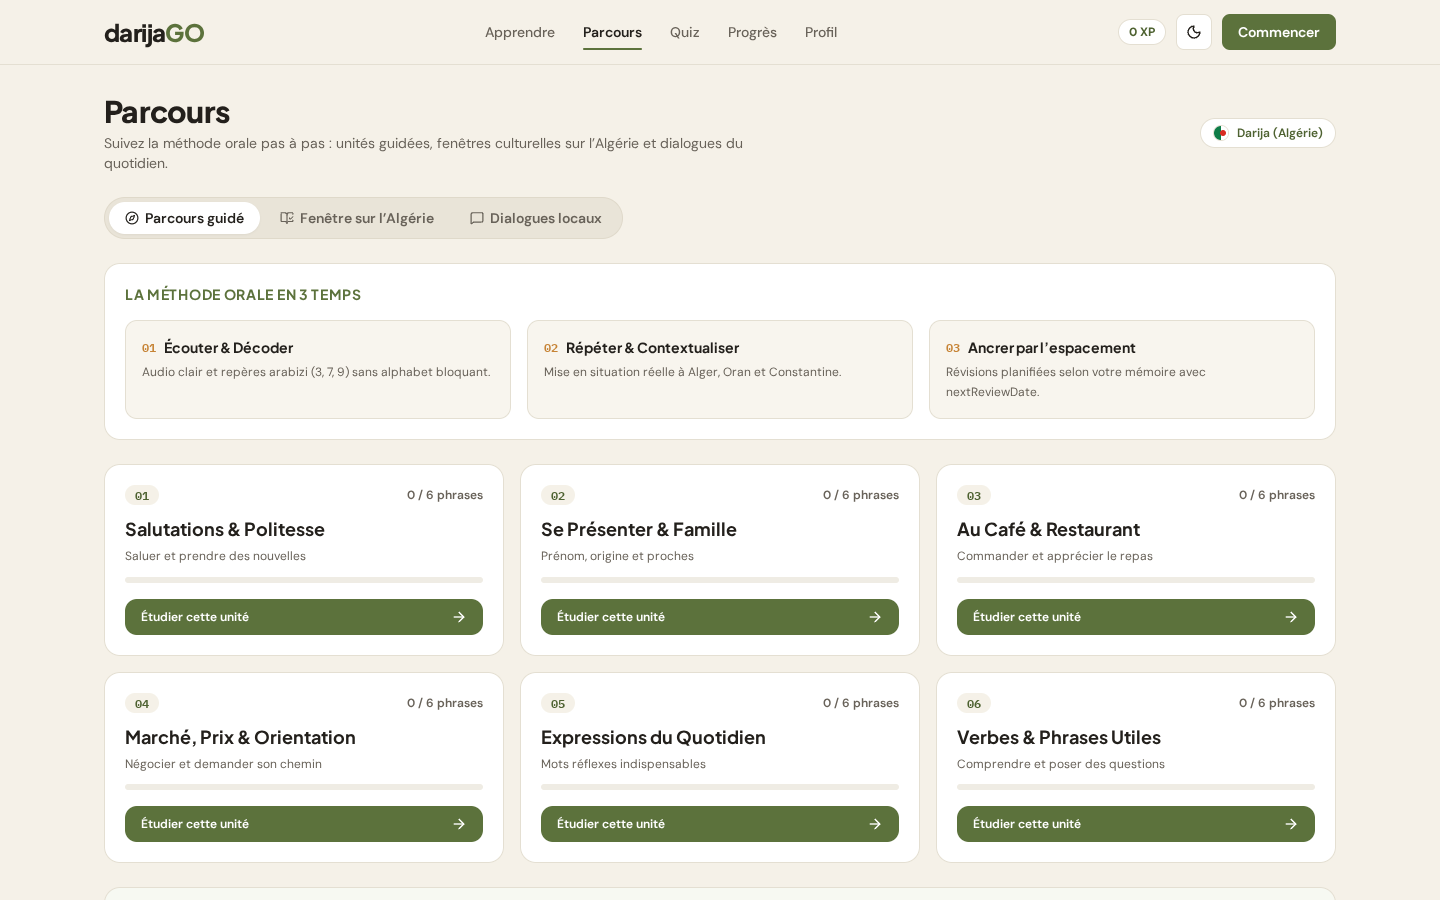 darijaGO
Apprendre
Parcours
Quiz
Progrès
Profil
0 XP
Commencer
Parcours
Suivez la méthode orale pas à pas : unités guidées, fenêtres culturelles sur l’Algérie et dialogues du
quotidien.
Darija (Algérie)
Parcours guidé
Fenêtre sur l’Algérie
Dialogues locaux
LA MÉTHODE ORALE EN 3 TEMPS
01 Écouter & Décoder
Audio clair et repères arabizi (3, 7, 9) sans alphabet bloquant.
02 Répéter & Contextualiser
Mise en situation réelle à Alger, Oran et Constantine.
03 Ancrer par l’espacement
Révisions planifiées selon votre mémoire avec
nextReviewDate.
01
0 / 6 phrases
Salutations & Politesse
Saluer et prendre des nouvelles
Étudier cette unité
02
0 / 6 phrases
Se Présenter & Famille
Prénom, origine et proches
Étudier cette unité
03
0 / 6 phrases
Au Café & Restaurant
Commander et apprécier le repas
Étudier cette unité
04
0 / 6 phrases
Marché, Prix & Orientation
Négocier et demander son chemin
Étudier cette unité
05
0 / 6 phrases
Expressions du Quotidien
Mots réflexes indispensables
Étudier cette unité
06
0 / 6 phrases
Verbes & Phrases Utiles
Comprendre et poser des questions
Étudier cette unité